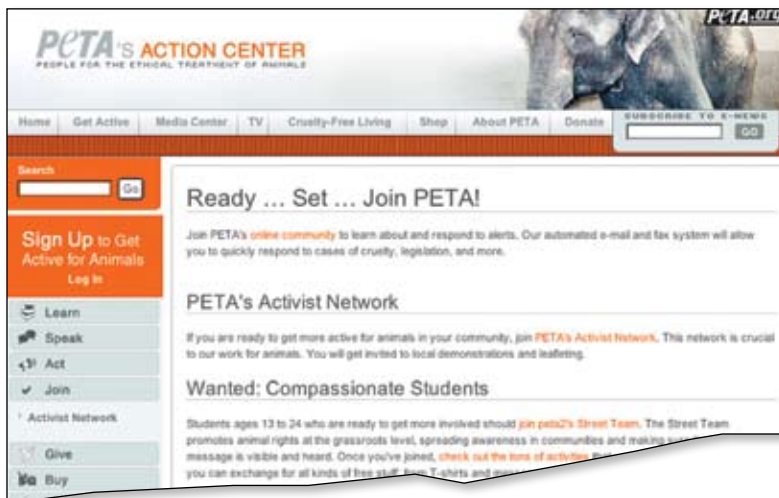 PETA.org
PETA'S ACTION CENTER
PEOPLE FOR THE ETHICAL TREATMENT OF ANIMALS
Home Get Active Media Center TV Cruelty-Free Living Shop About PETA Donate
SUBSCRIBE TO E-NEWS
GO
Search
Go
Sign Up to Get
Active for Animals
Log In
Learn
Speak
Act
Join
Activist Network
Give
Buy
Ready ... Set ... Join PETA!
Join PETA's online community to learn about and respond to alerts. Our automated e-mail and fax system will allow
you to quickly respond to cases of cruelty, legislation, and more.
PETA's Activist Network
If you are ready to get more active for animals in your community, join PETA's Activist Network. This network is crucial
to our work for animals. You will get invited to local demonstrations and leafleting.
Wanted: Compassionate Students
Students ages 13 to 24 who are ready to get more involved should join peta2's Street Team. The Street Team
promotes animal rights at the grassroots level, spreading awareness in communities and making
message is visible and heard. Once you've joined, check out the tons of activities
you can exchange for all kinds of free stuff, from T-shirts and